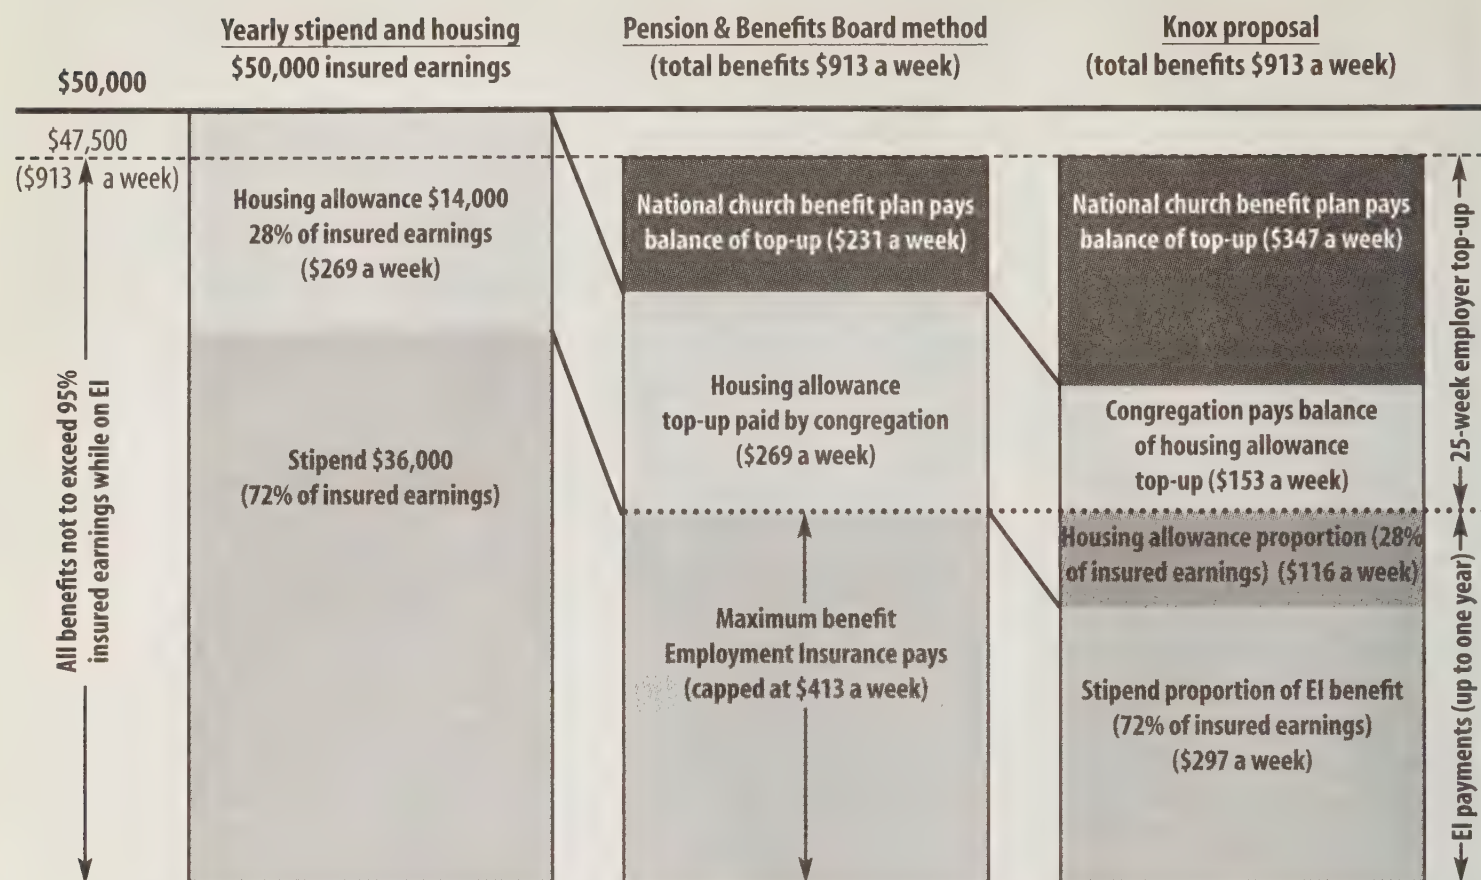 Yearly stipend and housing
$50,000 insured earnings
Pension & Benefits Board method
(total benefits $913 a week)
Knox proposal
(total benefits $913 a week)
$50,000
$47,500
($913 a week)
All benefits not to exceed 95%
insured earnings while on EI
Housing allowance $14,000
28% of insured earnings
($269 a week)
Stipend $36,000
(72% of insured earnings)
National church benefit plan pays
balance of top-up ($231 a week)
Housing allowance
top-up paid by congregation
($269 a week)
Maximum benefit
Employment Insurance pays
(capped at $413 a week)
National church benefit plan pays
balance of top-up ($347 a week)
Congregation pays balance
of housing allowance
top-up ($153 a week)
Housing allowance proportion (28%
of insured earnings) ($116 a week)
Stipend proportion of EI benefit
(72% of insured earnings)
($297 a week)
25-week employer top-up
EI payments (up to one year)